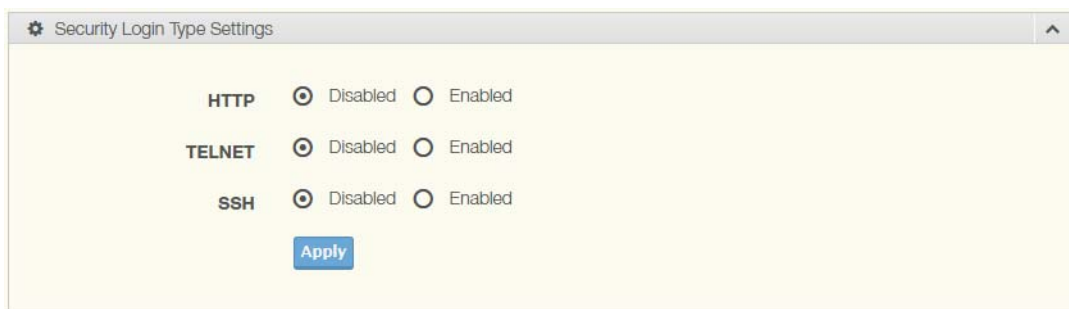 Security Login Type Settings
HTTP Disabled Enabled
TELNET Disabled Enabled
SSH Disabled Enabled
Apply